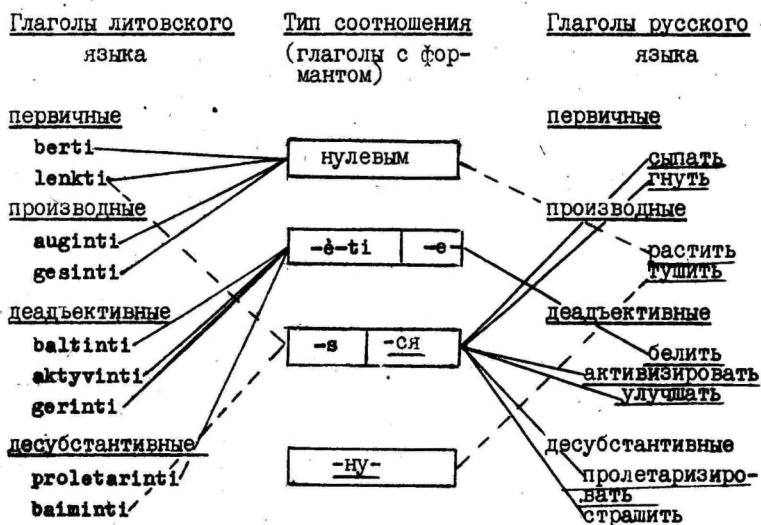 Глаголы литовского
языка
первичные
berti
lenkti
производные
auginti
gesinti
деадъективные
baltinti
aktyvinti
gerinti
десубстантивные
proletarinti
baiminti
Тип соотношения
(глаголы с фор-
мантом)
нулевым
-ė-ti -е-
-s -ся
-ну-
Глаголы русского
языка
первичные
сыпать
гнуть
производные
растить
тушить
деадъективные
белить
активизировать
улучшать
десубстантивные
пролетаризиро-
вать
страшить